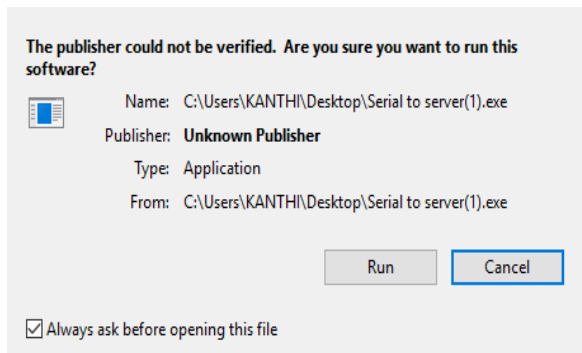 The publisher could not be verified.  Are you sure you want to run this
software?
Name: C:\Users\KANTHI\Desktop\Serial to server(1).exe
Publisher: Unknown Publisher
Type: Application
From: C:\Users\KANTHI\Desktop\Serial to server(1).exe
Run Cancel
Always ask before opening this file